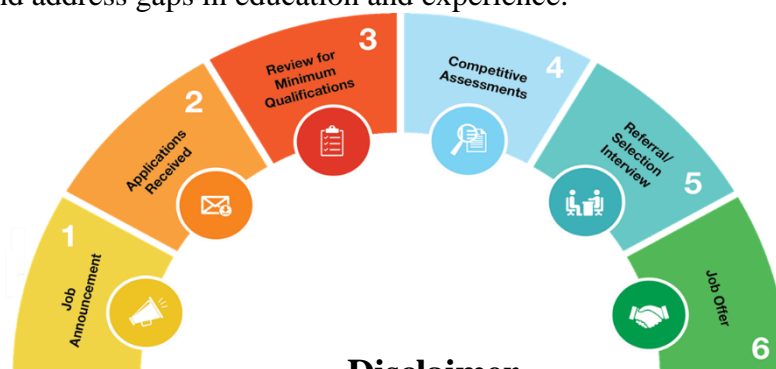 nd address gaps in education and experience.
1
Job
Announcement
2
Applications
Received
3
Review for
Minimum
Qualifications
4
Competitive
Assessments
5
Referral/
Selection
Interview
6
Job Offer
Disclaimer